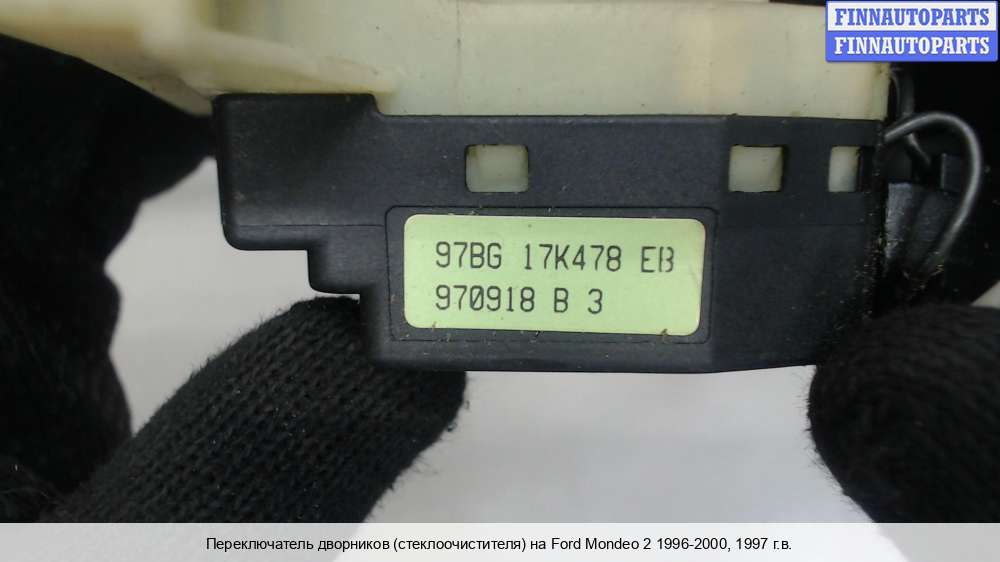 FINNAUTOPARTS
FINNAUTOPARTS
97BG 17K478 EB
970918 B 3
Переключатель дворников (стеклоочистителя) на Ford Mondeo 2 1996-2000, 1997 г.в.